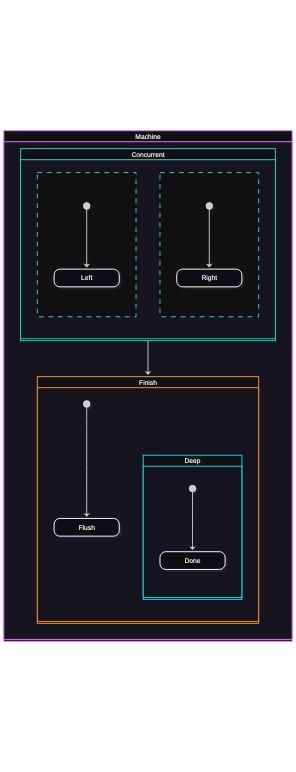 Machine
Concurrent
Left
Right
Finish
Deep
Flush
Done